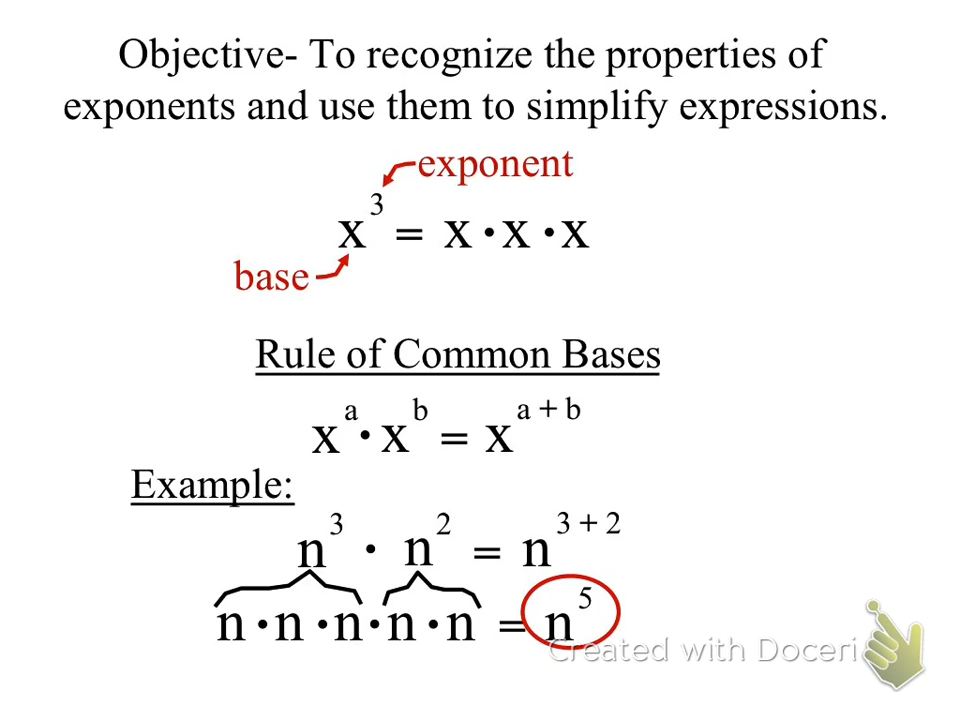 Objective- To recognize the properties of
exponents and use them to simplify expressions.
exponent
x³ = x · x · x
base
Rule of Common Bases
xᵃ · xᵇ = xᵃ ⁺ ᵇ
Example:
n³ · n² = n³ ⁺ ²
n · n · n · n · n = n⁵
Created with Doceri